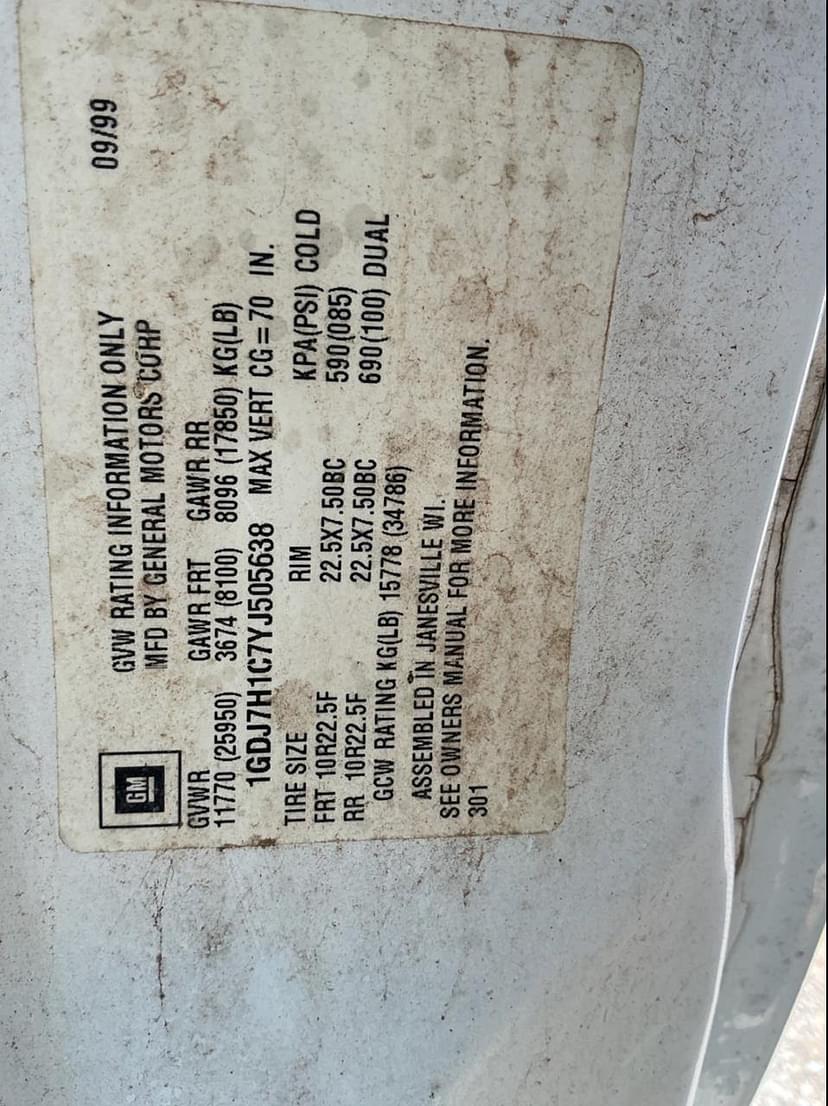 09/99
GVW RATING INFORMATION ONLY
MFD BY GENERAL MOTORS CORP
GM
GVWR GAWR FRT GAWR RR
11770 (25950) 3674 (8100) 8096 (17850) KG(LB)
1GDJ7H1C7YJ505638 MAX VERT CG=70 IN.
TIRE SIZE RIM KPA(PSI) COLD
FRT 10R22.5F 22.5X7.50BC 590(085)
RR 10R22.5F 22.5X7.50BC 690(100) DUAL
GCW RATING KG(LB) 15778 (34786)
ASSEMBLED IN JANESVILLE WI.
SEE OWNERS MANUAL FOR MORE INFORMATION.
301